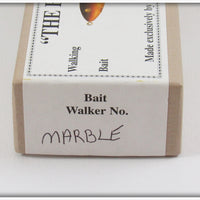 "THE
Walking
Bait
Made exclusively by
Bait
Walker No.
MARBLE